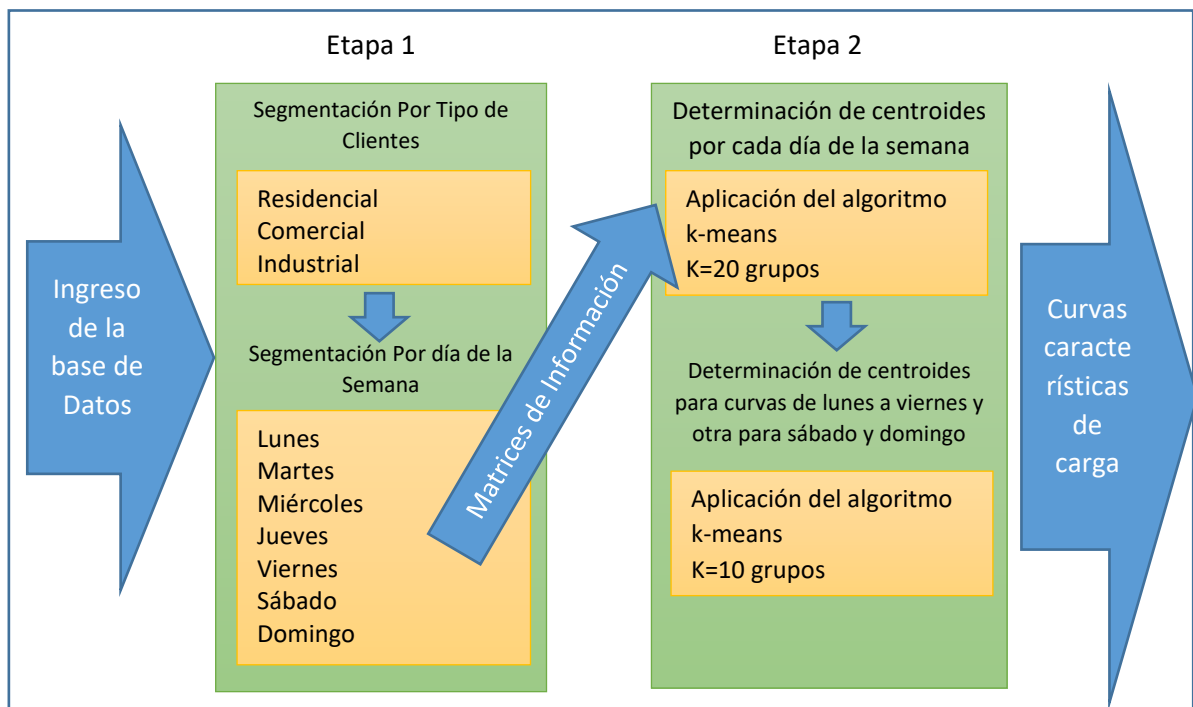 Etapa 1
Etapa 2
Ingreso
de la
base de
Datos
Segmentación Por Tipo de
Clientes
Residencial
Comercial
Industrial
Segmentación Por día de la
Semana
Lunes
Martes
Miércoles
Jueves
Viernes
Sábado
Domingo
Matrices de Información
Determinación de centroides
por cada día de la semana
Aplicación del algoritmo
k-means
K=20 grupos
Determinación de centroides
para curvas de lunes a viernes y
otra para sábado y domingo
Aplicación del algoritmo
k-means
K=10 grupos
Curvas
caracte
rísticas
de
carga